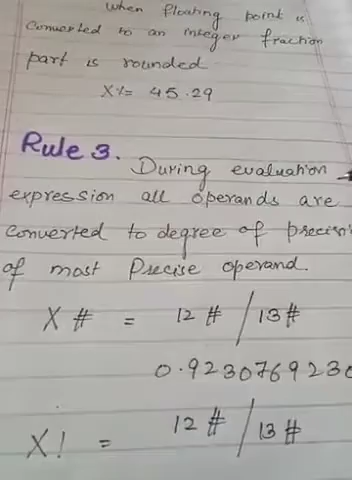 When floating point is
converted to an integer fraction
part is rounded
X%= 45.29
Rule 3.
During evaluation
expression all operands are
converted to degree of precisi
of most Precise operand.
X # = 12 # / 13 #
0.9230769230
X! = 12 # / 13 #